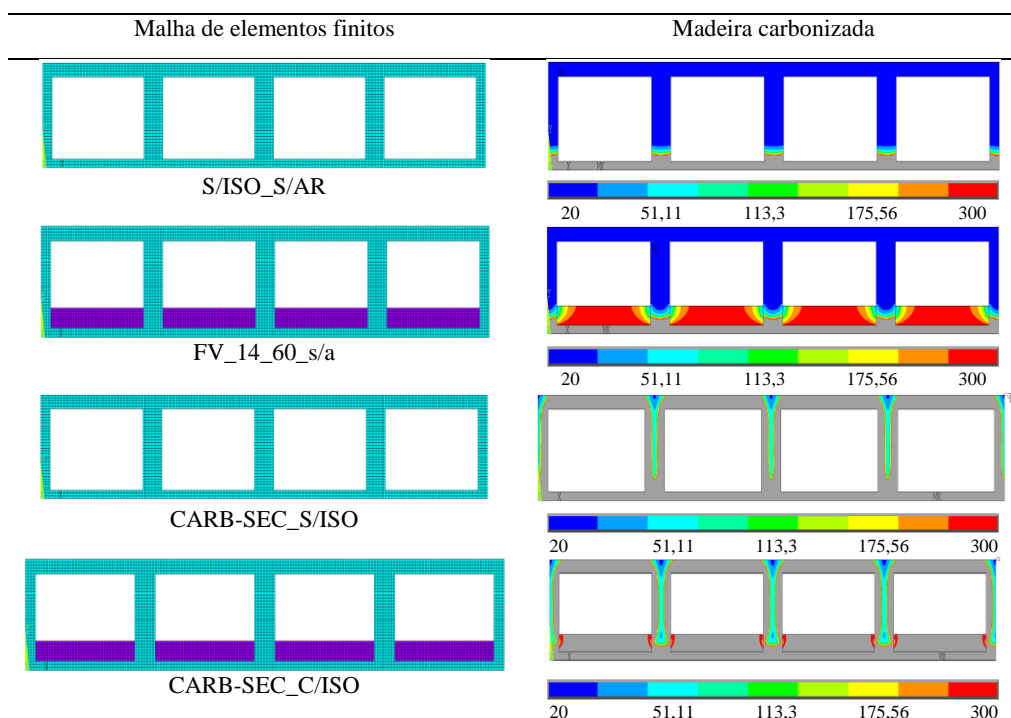 Malha de elementos finitos Madeira carbonizada
S/ISO_S/AR
20 51,11 113,3 175,56 300
FV_14_60_s/a
20 51,11 113,3 175,56 300
CARB-SEC_S/ISO
20 51,11 113,3 175,56 300
CARB-SEC_C/ISO
20 51,11 113,3 175,56 300